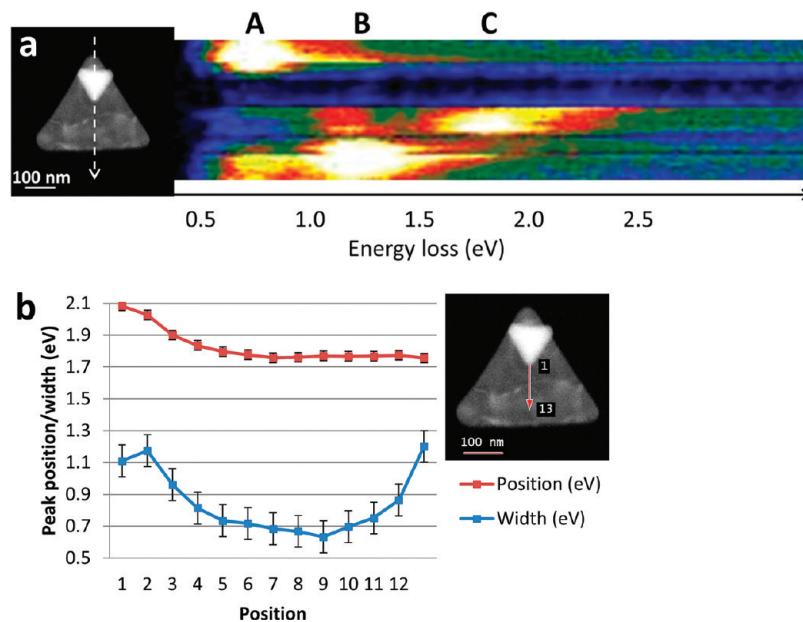 A B C
a
100 nm
0.5 1.0 1.5 2.0 2.5
Energy loss (eV)
b
Peak position/width (eV)
2.1
1.9
1.7
1.5
1.3
1.1
0.9
0.7
0.5
1 2 3 4 5 6 7 8 9 10 11 12
Position
1
13
100 nm
Position (eV)
Width (eV)